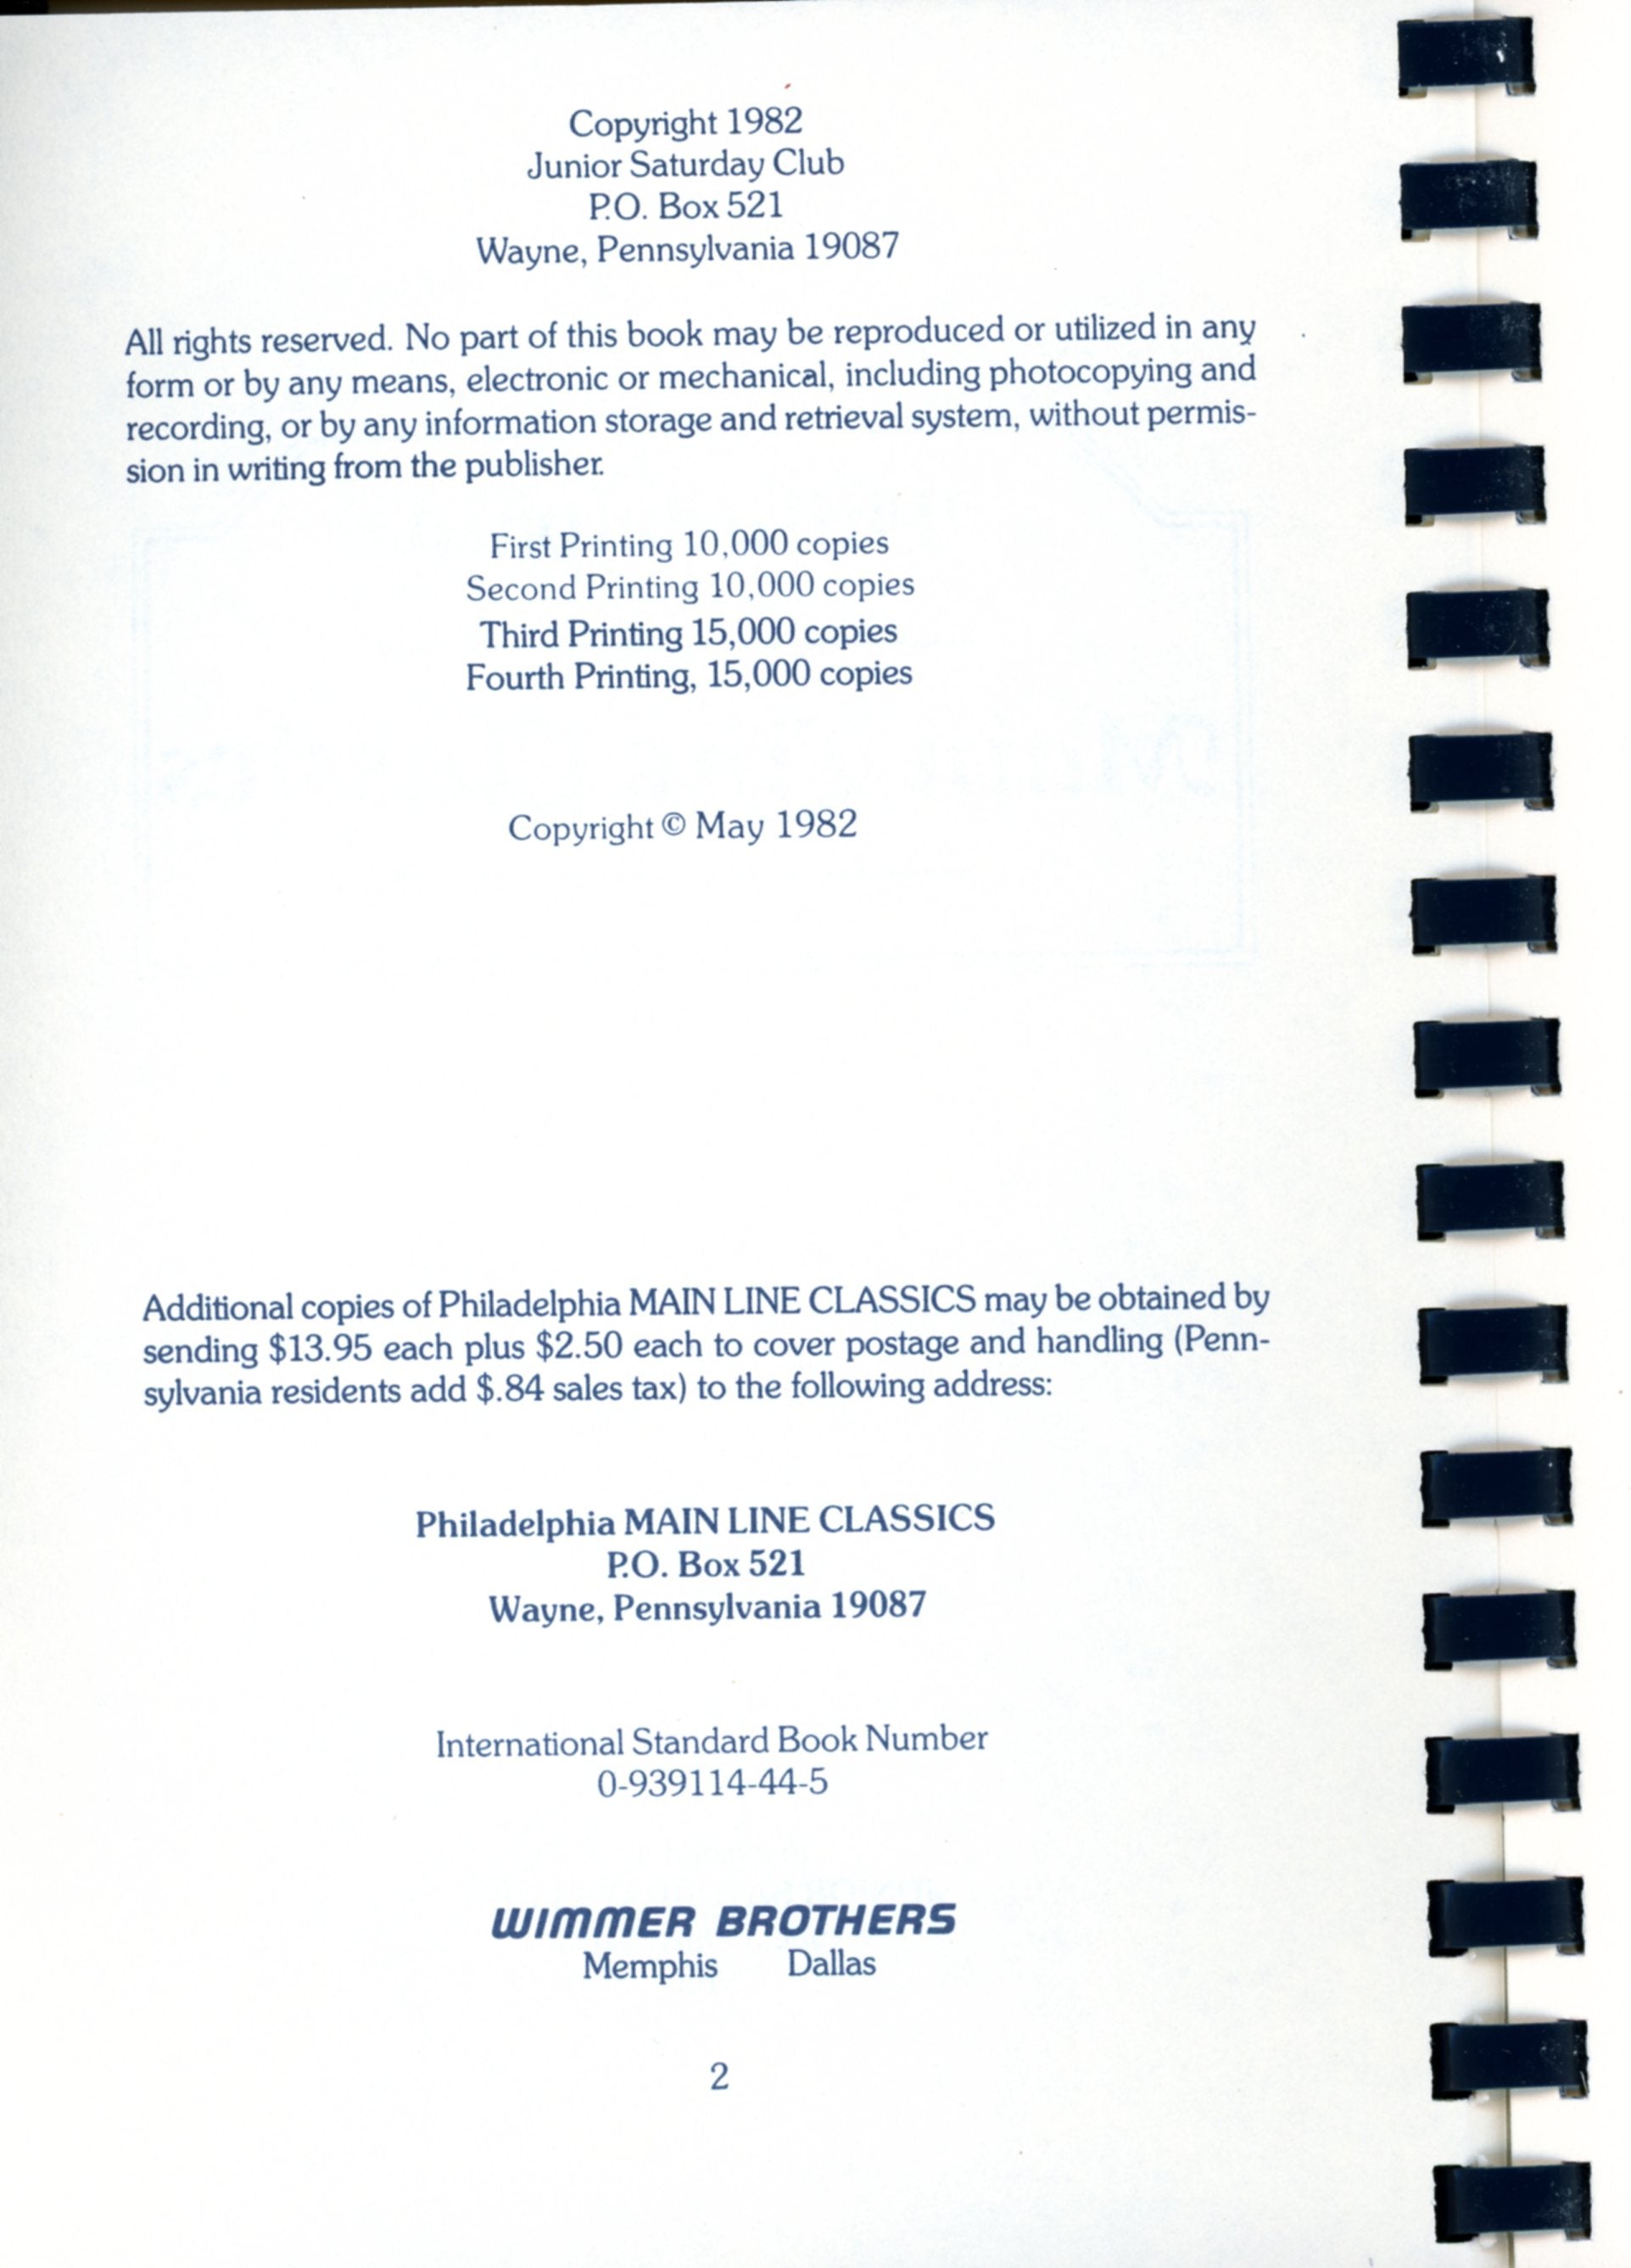 Copyright 1982
Junior Saturday Club
P.O. Box 521
Wayne, Pennsylvania 19087
All rights reserved. No part of this book may be reproduced or utilized in any
form or by any means, electronic or mechanical, including photocopying and
recording, or by any information storage and retrieval system, without permis-
sion in writing from the publisher.
First Printing 10,000 copies
Second Printing 10,000 copies
Third Printing 15,000 copies
Fourth Printing, 15,000 copies
Copyright © May 1982
Additional copies of Philadelphia MAIN LINE CLASSICS may be obtained by
sending $13.95 each plus $2.50 each to cover postage and handling (Penn-
sylvania residents add $.84 sales tax) to the following address:
Philadelphia MAIN LINE CLASSICS
P.O. Box 521
Wayne, Pennsylvania 19087
International Standard Book Number
0-939114-44-5
WIMMER BROTHERS
Memphis Dallas
2